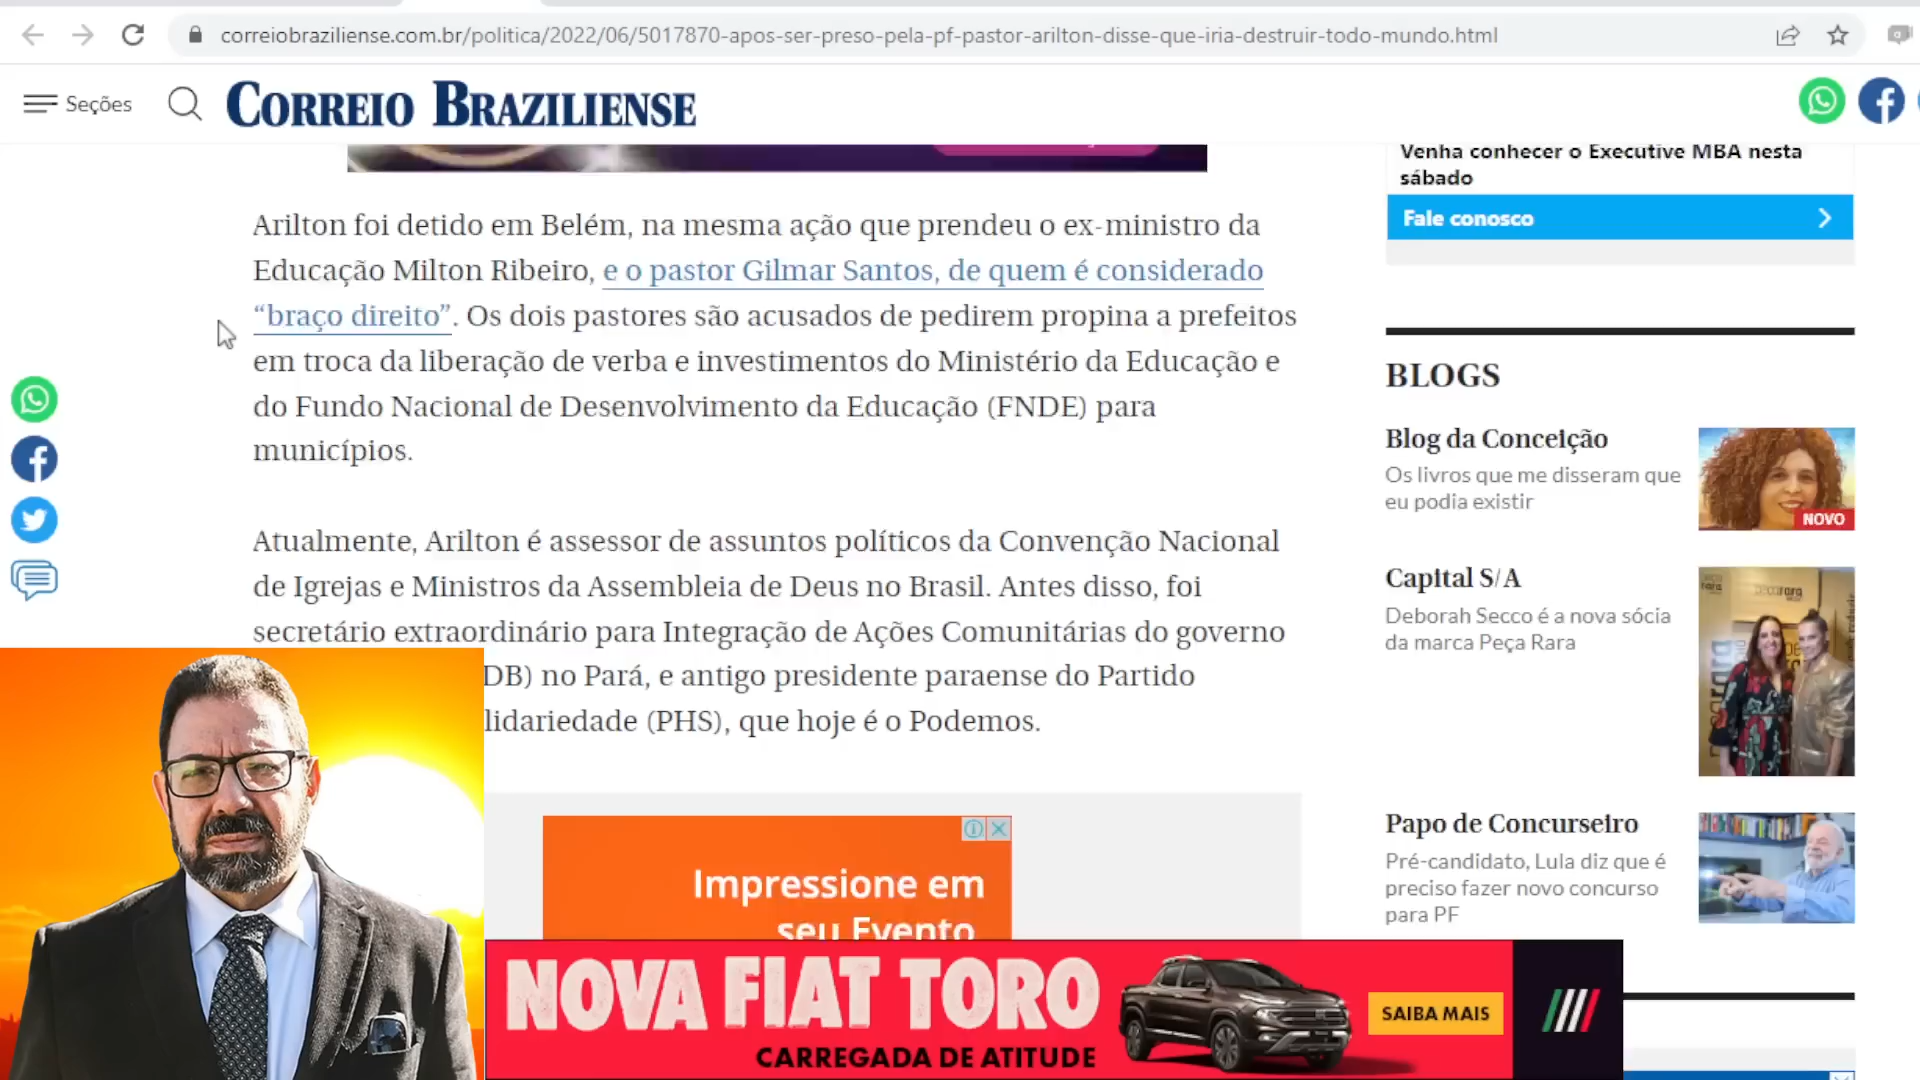 correiobraziliense.com.br/politica/2022/06/5017870-apos-ser-preso-pela-pf-pastor-arilton-disse-que-iria-destruir-todo-mundo.html
Seções
CORREIO BRAZILIENSE
Venha conhecer o Executive MBA nesta
sábado
Fale conosco
Arilton foi detido em Belém, na mesma ação que prendeu o ex-ministro da
Educação Milton Ribeiro, e o pastor Gilmar Santos, de quem é considerado
“braço direito”. Os dois pastores são acusados de pedirem propina a prefeitos
em troca da liberação de verba e investimentos do Ministério da Educação e
do Fundo Nacional de Desenvolvimento da Educação (FNDE) para
municípios.
Atualmente, Arilton é assessor de assuntos políticos da Convenção Nacional
de Igrejas e Ministros da Assembleia de Deus no Brasil. Antes disso, foi
secretário extraordinário para Integração de Ações Comunitárias do governo
DB) no Pará, e antigo presidente paraense do Partido
lidariedade (PHS), que hoje é o Podemos.
BLOGS
Blog da Conceição
Os livros que me disseram que
eu podia existir
NOVO
Capital S/A
Deborah Secco é a nova sócia
da marca Peça Rara
Papo de Concurseiro
Pré-candidato, Lula diz que é
preciso fazer novo concurso
para PF
Impressione em
seu Evento
NOVA FIAT TORO
CARREGADA DE ATITUDE
SAIBA MAIS